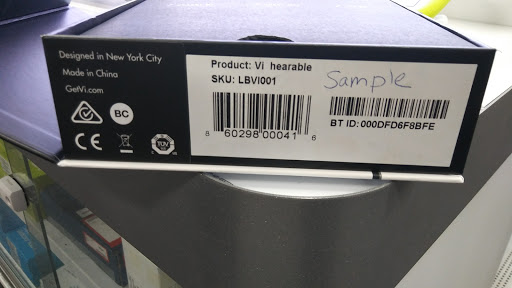 Designed in New York City
Made in China
GetVi.com
BC
CE
TÜV
Product: Vi hearable
SKU: LBVI001
Sample
8 60298 00041 6
BT ID: 000DFD6F8BFE